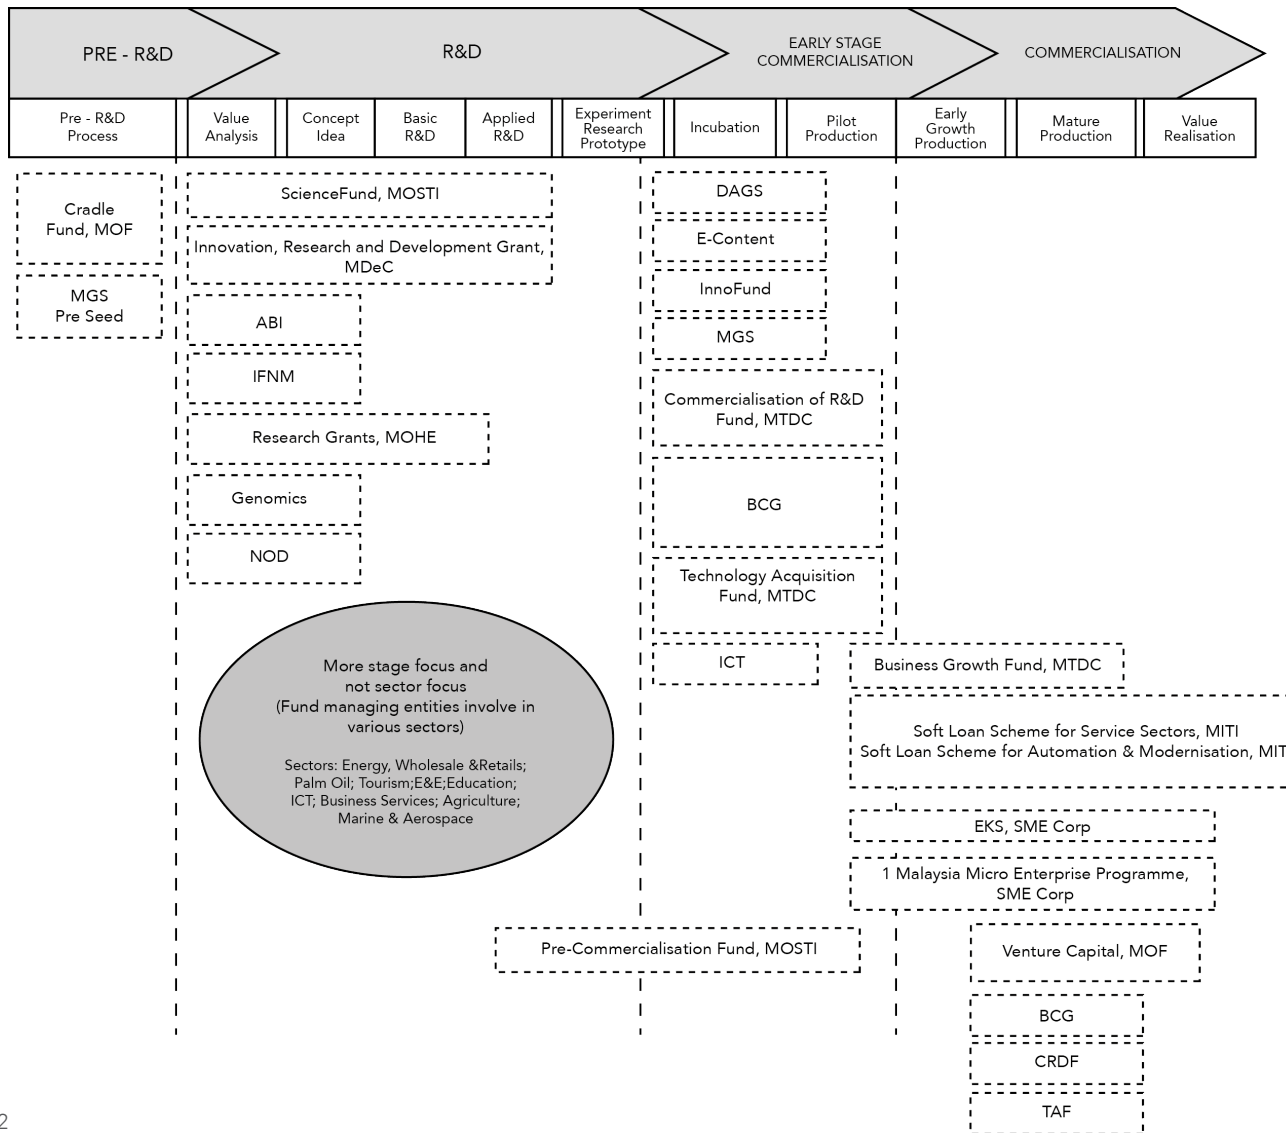 PRE - R&D
R&D
EARLY STAGE
COMMERCIALISATION
COMMERCIALISATION
Pre - R&D
Process
Value
Analysis
Concept
Idea
Basic
R&D
Applied
R&D
Experiment
Research
Prototype
Incubation
Pilot
Production
Early
Growth
Production
Mature
Production
Value
Realisation
Cradle
Fund, MOF
MGS
Pre Seed
ScienceFund, MOSTI
Innovation, Research and Development Grant,
MDeC
ABI
IFNM
Research Grants, MOHE
Genomics
NOD
More stage focus and
not sector focus
(Fund managing entities involve in
various sectors)
Sectors: Energy, Wholesale &Retails;
Palm Oil; Tourism;E&E;Education;
ICT; Business Services; Agriculture;
Marine & Aerospace
DAGS
E-Content
InnoFund
MGS
Commercialisation of R&D
Fund, MTDC
BCG
Technology Acquisition
Fund, MTDC
ICT
Business Growth Fund, MTDC
Soft Loan Scheme for Service Sectors, MITI
Soft Loan Scheme for Automation & Modernisation, MIT
EKS, SME Corp
1 Malaysia Micro Enterprise Programme,
SME Corp
Pre-Commercialisation Fund, MOSTI
Venture Capital, MOF
BCG
CRDF
TAF
2